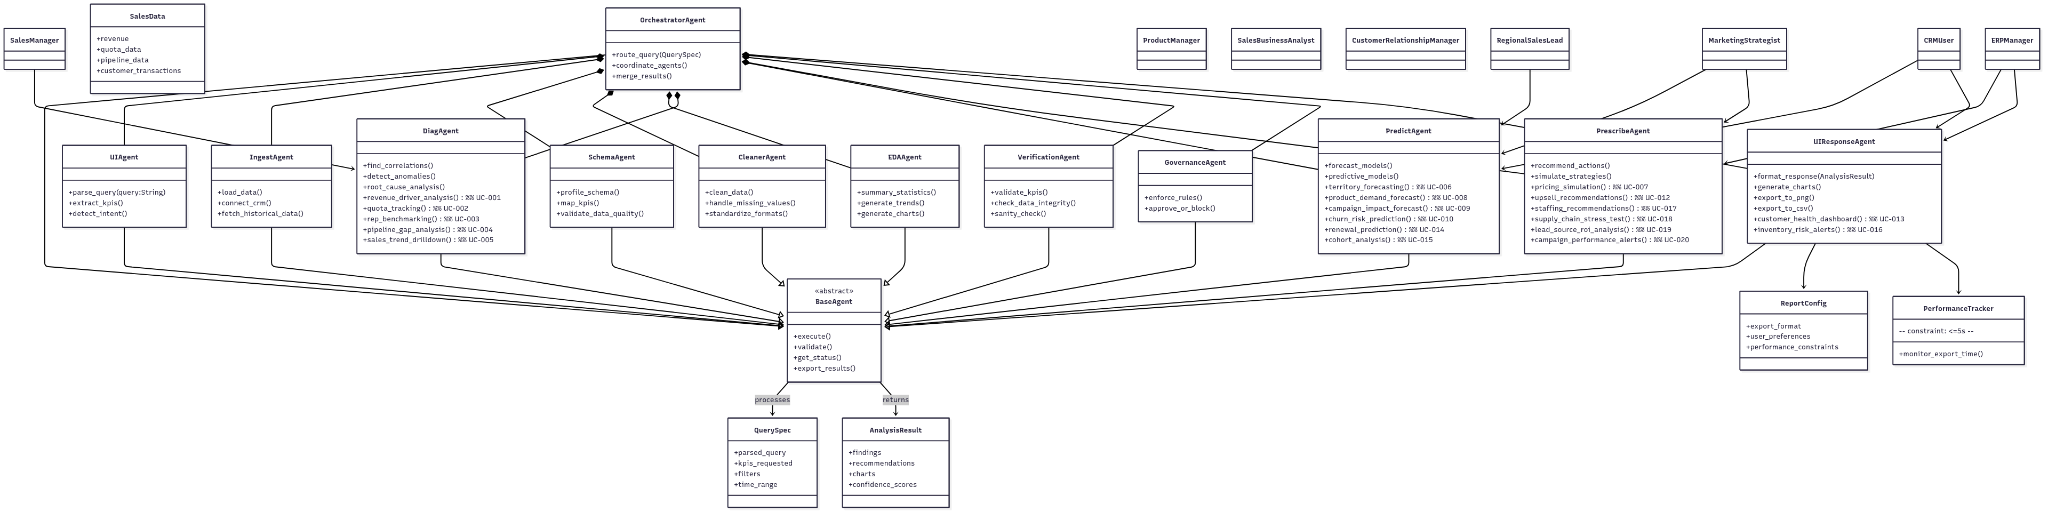 SalesManager
SalesData
+revenue
+quota_data
+pipeline_data
+customer_transactions
OrchestratorAgent
+route_query(QuerySpec)
+coordinate_agents()
+merge_results()
ProductManager
SalesBusinessAnalyst
CustomerRelationshipManager
RegionalSalesLead
MarketingStrategist
CRMUser
ERPManager
UIAgent
+parse_query(query:String)
+extract_kpis()
+detect_intent()
IngestAgent
+load_data()
+connect_crm()
+fetch_historical_data()
DiagAgent
+find_correlations()
+detect_anomalies()
+root_cause_analysis()
+revenue_driver_analysis() : %% UC-001
+quota_tracking() : %% UC-002
+rep_benchmarking() : %% UC-003
+pipeline_gap_analysis() : %% UC-004
+sales_trend_drilldown() : %% UC-005
SchemaAgent
+profile_schema()
+map_kpis()
+validate_data_quality()
CleanerAgent
+clean_data()
+handle_missing_values()
+standardize_formats()
EDAAgent
+summary_statistics()
+generate_trends()
+generate_charts()
VerificationAgent
+validate_kpis()
+check_data_integrity()
+sanity_check()
GovernanceAgent
+enforce_rules()
+approve_or_block()
PredictAgent
+forecast_models()
+predictive_models()
+territory_forecasting() : %% UC-006
+product_demand_forecast() : %% UC-008
+campaign_impact_forecast() : %% UC-009
+churn_risk_prediction() : %% UC-010
+renewal_prediction() : %% UC-014
+cohort_analysis() : %% UC-015
PrescribeAgent
+recommend_actions()
+simulate_strategies()
+pricing_simulation() : %% UC-007
+upsell_recommendations() : %% UC-012
+staffing_recommendations() : %% UC-017
+supply_chain_stress_test() : %% UC-018
+lead_source_roi_analysis() : %% UC-019
+campaign_performance_alerts() : %% UC-020
UIResponseAgent
+format_response(AnalysisResult)
+generate_charts()
+export_to_png()
+export_to_csv()
+customer_health_dashboard() : %% UC-013
+inventory_risk_alerts() : %% UC-016
«abstract»
BaseAgent
+execute()
+validate()
+get_status()
+export_results()
ReportConfig
+export_format
+user_preferences
+performance_constraints
PerformanceTracker
-- constraint: <=5s --
+monitor_export_time()
processes
returns
QuerySpec
+parsed_query
+kpis_requested
+filters
+time_range
AnalysisResult
+findings
+recommendations
+charts
+confidence_scores